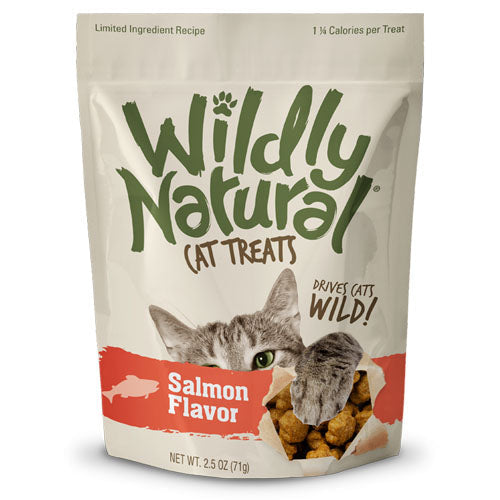 Limited Ingredient Recipe
1 ¼ Calories per Treat
Wildly
Natural®
CAT TREATS
DRIVES CATS
WILD!
Salmon
Flavor
NET WT. 2.5 OZ (71g)